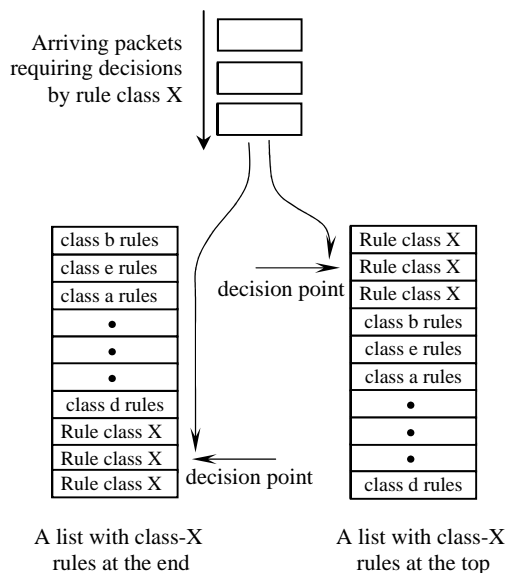 Arriving packets
requiring decisions
by rule class X
class b rules
class e rules
class a rules
•
•
•
class d rules
Rule class X
Rule class X
Rule class X
decision point
A list with class-X
rules at the end
decision point
Rule class X
Rule class X
Rule class X
class b rules
class e rules
class a rules
•
•
•
class d rules
A list with class-X
rules at the top